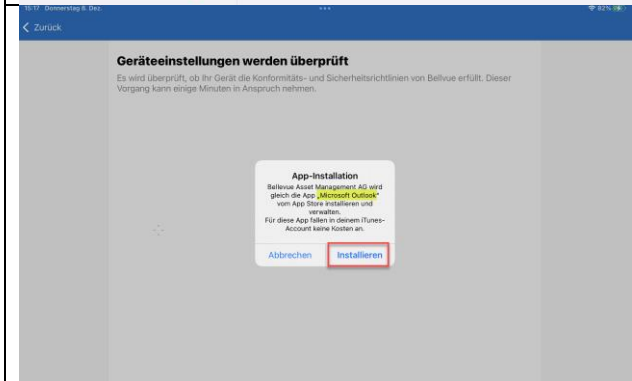 15:17 Donnerstag 8. Dez.
82%
Zurück
Geräteeinstellungen werden überprüft
Es wird überprüft, ob Ihr Gerät die Konformitäts- und Sicherheitsrichtlinien von Bellvue erfüllt. Dieser
Vorgang kann einige Minuten in Anspruch nehmen.
App-Installation
Bellevue Asset Management AG wird
gleich die App „Microsoft Outlook“
vom App Store installieren und
verwalten.
Für diese App fallen in deinem iTunes-
Account keine Kosten an.
Abbrechen Installieren